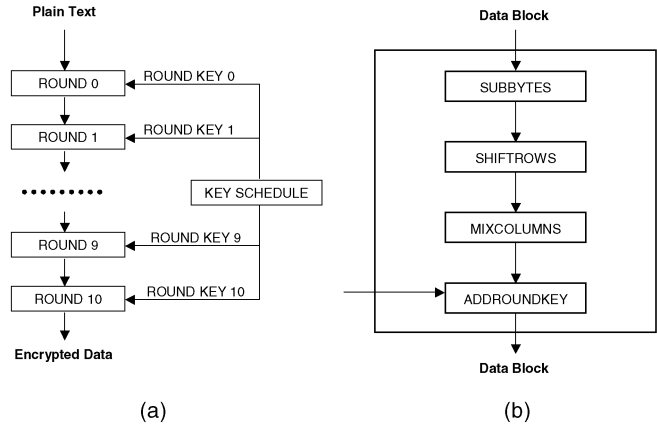 Plain Text
ROUND 0
ROUND KEY 0
ROUND 1
ROUND KEY 1
KEY SCHEDULE
ROUND 9
ROUND KEY 9
ROUND 10
ROUND KEY 10
Encrypted Data
(a)
Data Block
SUBBYTES
SHIFTROWS
MIXCOLUMNS
ADDROUNDKEY
Data Block
(b)